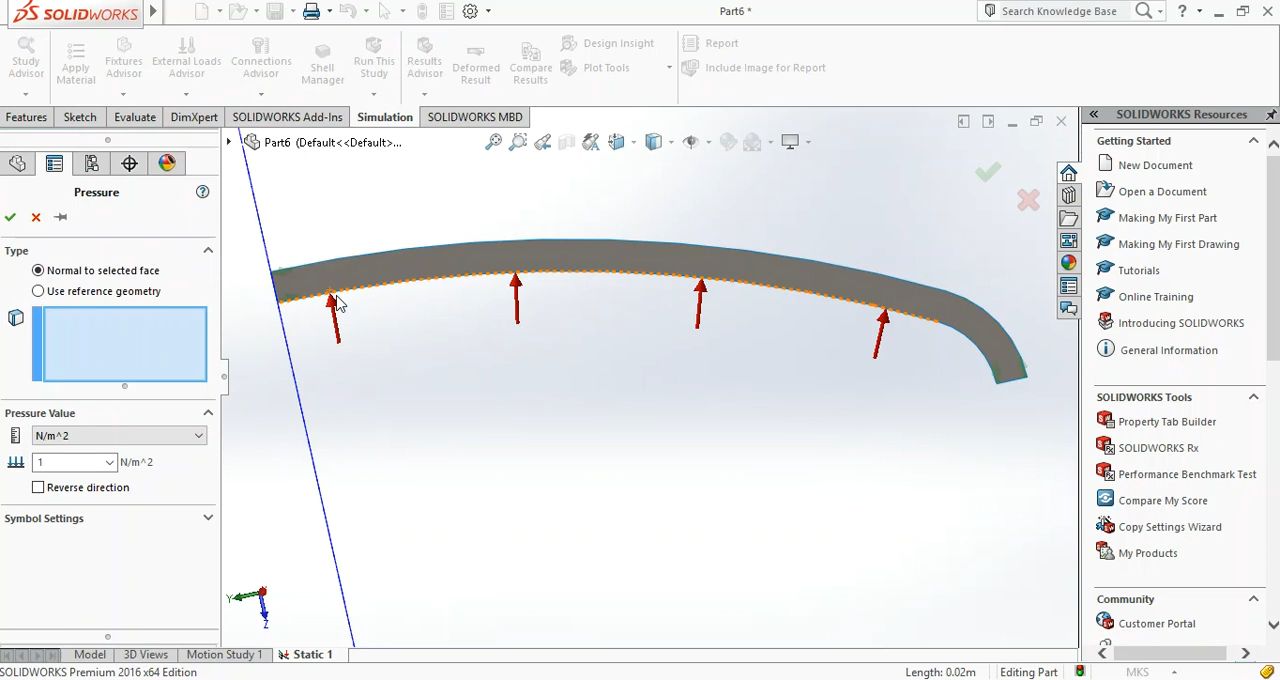 SOLIDWORKS
Part6 *
Search Knowledge Base
?
Study Advisor
Apply Material
Fixtures Advisor
External Loads Advisor
Connections Advisor
Shell Manager
Run This Study
Results Advisor
Deformed Result
Compare Results
Design Insight
Plot Tools
Report
Include Image for Report
Features
Sketch
Evaluate
DimXpert
SOLIDWORKS Add-Ins
Simulation
SOLIDWORKS MBD
Part6 (Default<<Default>...
Pressure
?
Type
Normal to selected face
Use reference geometry
Pressure Value
N/m^2
1
N/m^2
Reverse direction
Symbol Settings
Y
Z
SOLIDWORKS Resources
Getting Started
New Document
Open a Document
Making My First Part
Making My First Drawing
Tutorials
Online Training
Introducing SOLIDWORKS
General Information
SOLIDWORKS Tools
Property Tab Builder
SOLIDWORKS Rx
Performance Benchmark Test
Compare My Score
Copy Settings Wizard
My Products
Community
Customer Portal
Model
3D Views
Motion Study 1
Static 1
SOLIDWORKS Premium 2016 x64 Edition
Length: 0.02m
Editing Part
MKS